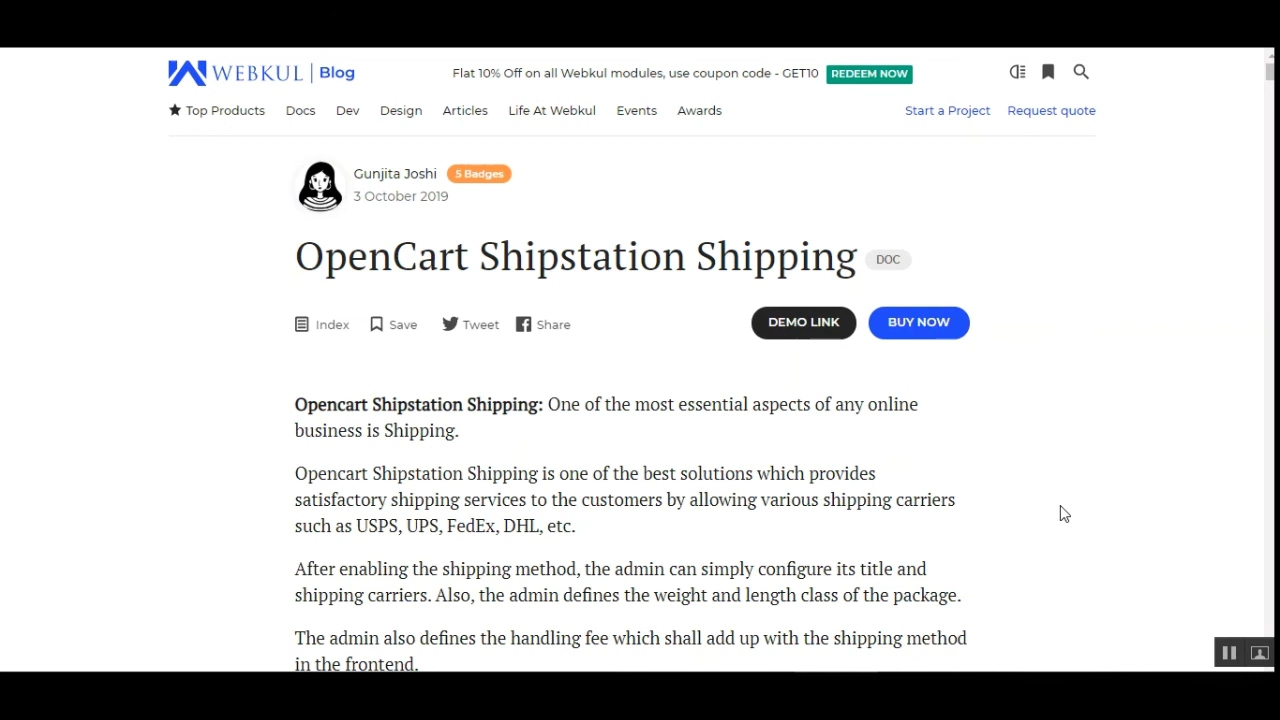 WEBKUL | Blog
Flat 10% Off on all Webkul modules, use coupon code - GET10 REDEEM NOW
Top Products Docs Dev Design Articles Life At Webkul Events Awards Start a Project Request quote
Gunjita Joshi 5 Badges
3 October 2019
OpenCart Shipstation Shipping DOC
Index Save Tweet Share DEMO LINK BUY NOW
Opencart Shipstation Shipping: One of the most essential aspects of any online
business is Shipping.
Opencart Shipstation Shipping is one of the best solutions which provides
satisfactory shipping services to the customers by allowing various shipping carriers
such as USPS, UPS, FedEx, DHL, etc.
After enabling the shipping method, the admin can simply configure its title and
shipping carriers. Also, the admin defines the weight and length class of the package.
The admin also defines the handling fee which shall add up with the shipping method
in the frontend.